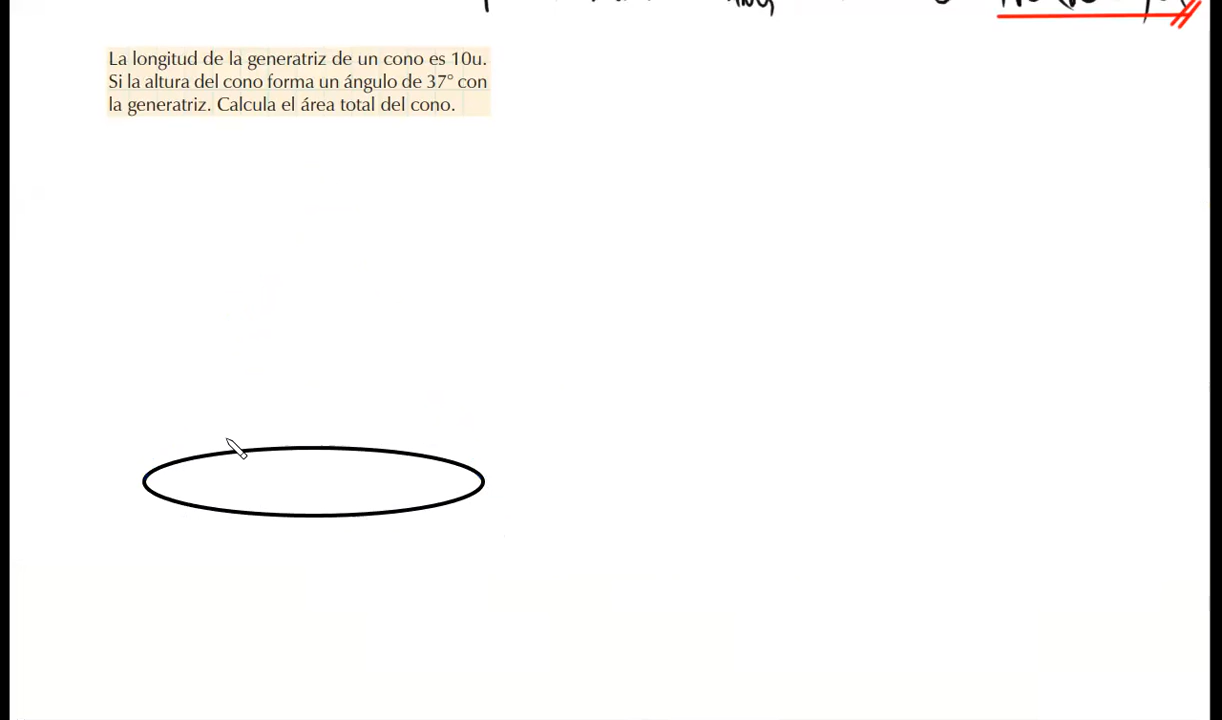 La longitud de la generatriz de un cono es 10u.
Si la altura del cono forma un ángulo de 37° con
la generatriz. Calcula el área total del cono.